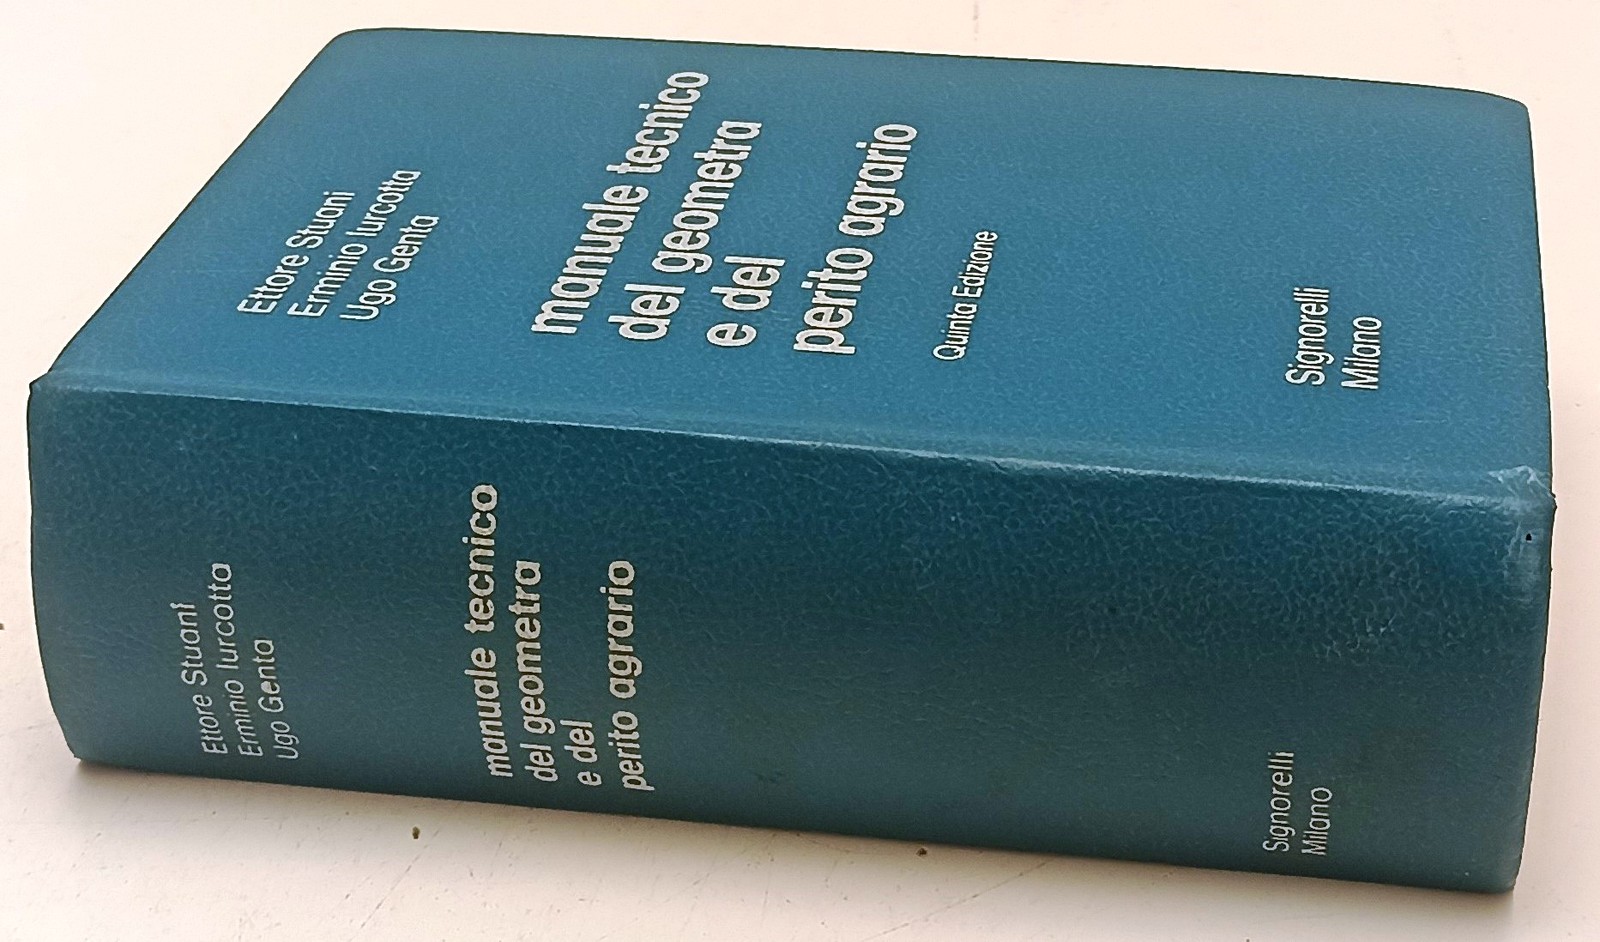 Ettore Stuani
Erminio Iurcotta
Ugo Genta
manuale tecnico
del geometra
e del
perito agrario
Quinta Edizione
Signorelli
Milano
Ettore Stuani
Erminio Iurcotta
Ugo Genta
manuale tecnico
del geometra
e del
perito agrario
Signorelli
Milano